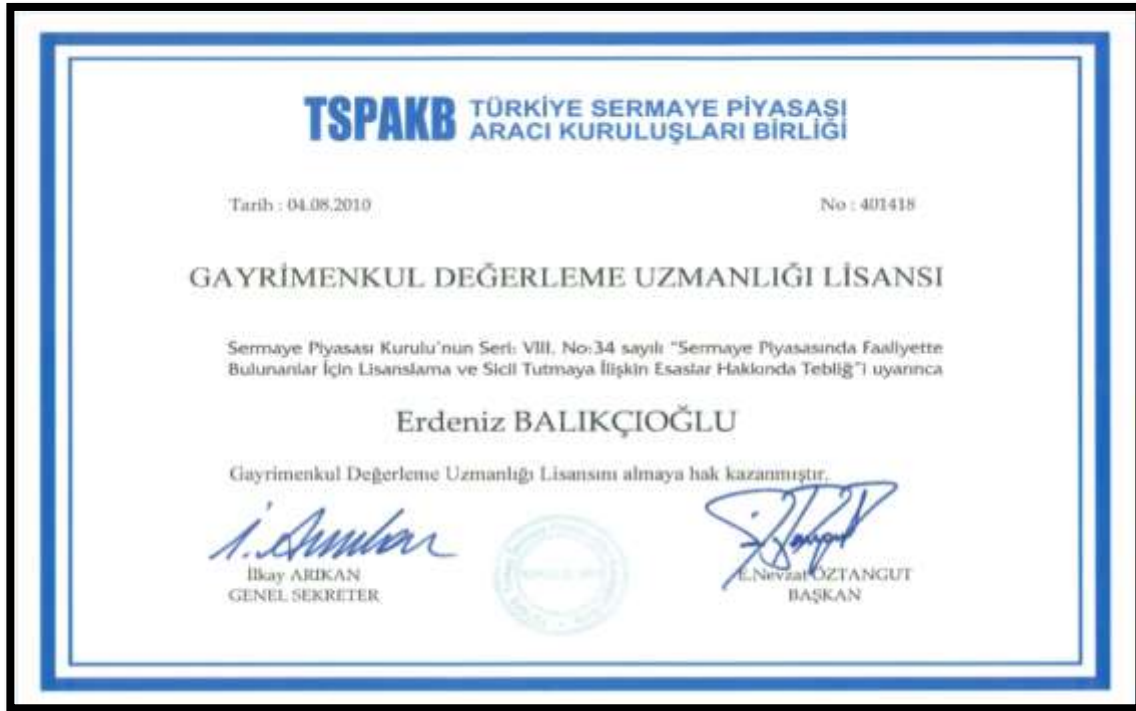 TSPAKB TÜRKİYE SERMAYE PİYASASI
ARACI KURULUŞLARI BİRLİĞİ
Tarih : 04.08.2010 No : 401418
GAYRİMENKUL DEĞERLEME UZMANLIĞI LİSANSI
Sermaye Piyasası Kurulu'nun Seri: VIII, No:34 sayılı "Sermaye Piyasasında Faaliyette
Bulunanlar İçin Lisanslama ve Sicil Tutmaya İlişkin Esaslar Hakkında Tebliğ"i uyarınca
Erdeniz BALIKÇIOĞLU
Gayrimenkul Değerleme Uzmanlığı Lisansını almaya hak kazanmıştır.
İlkay ARIKAN
GENEL SEKRETER
E.Nevzat ÖZTANGUT
BAŞKAN